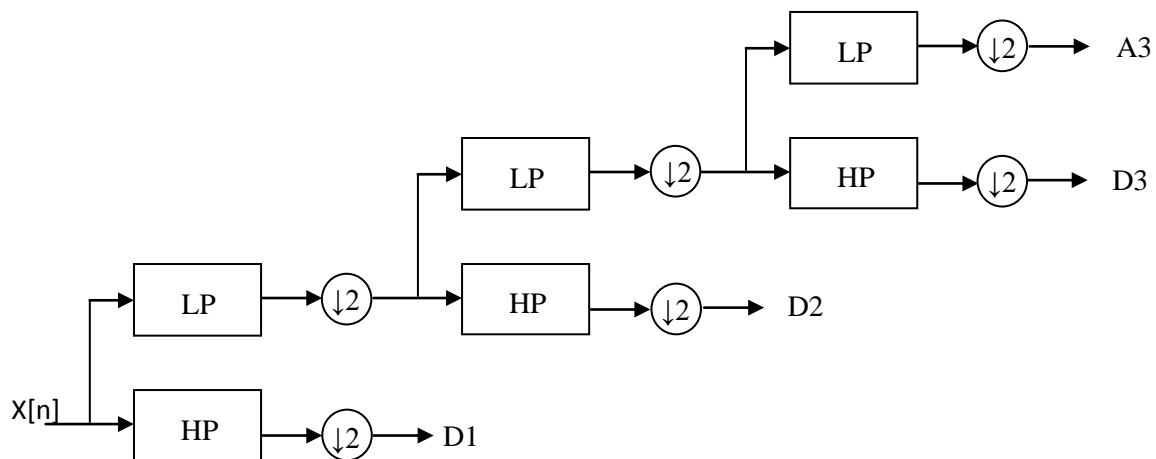 LP ↓2 A3
LP ↓2 HP ↓2 D3
LP ↓2 HP ↓2 D2
X[n] HP ↓2 D1